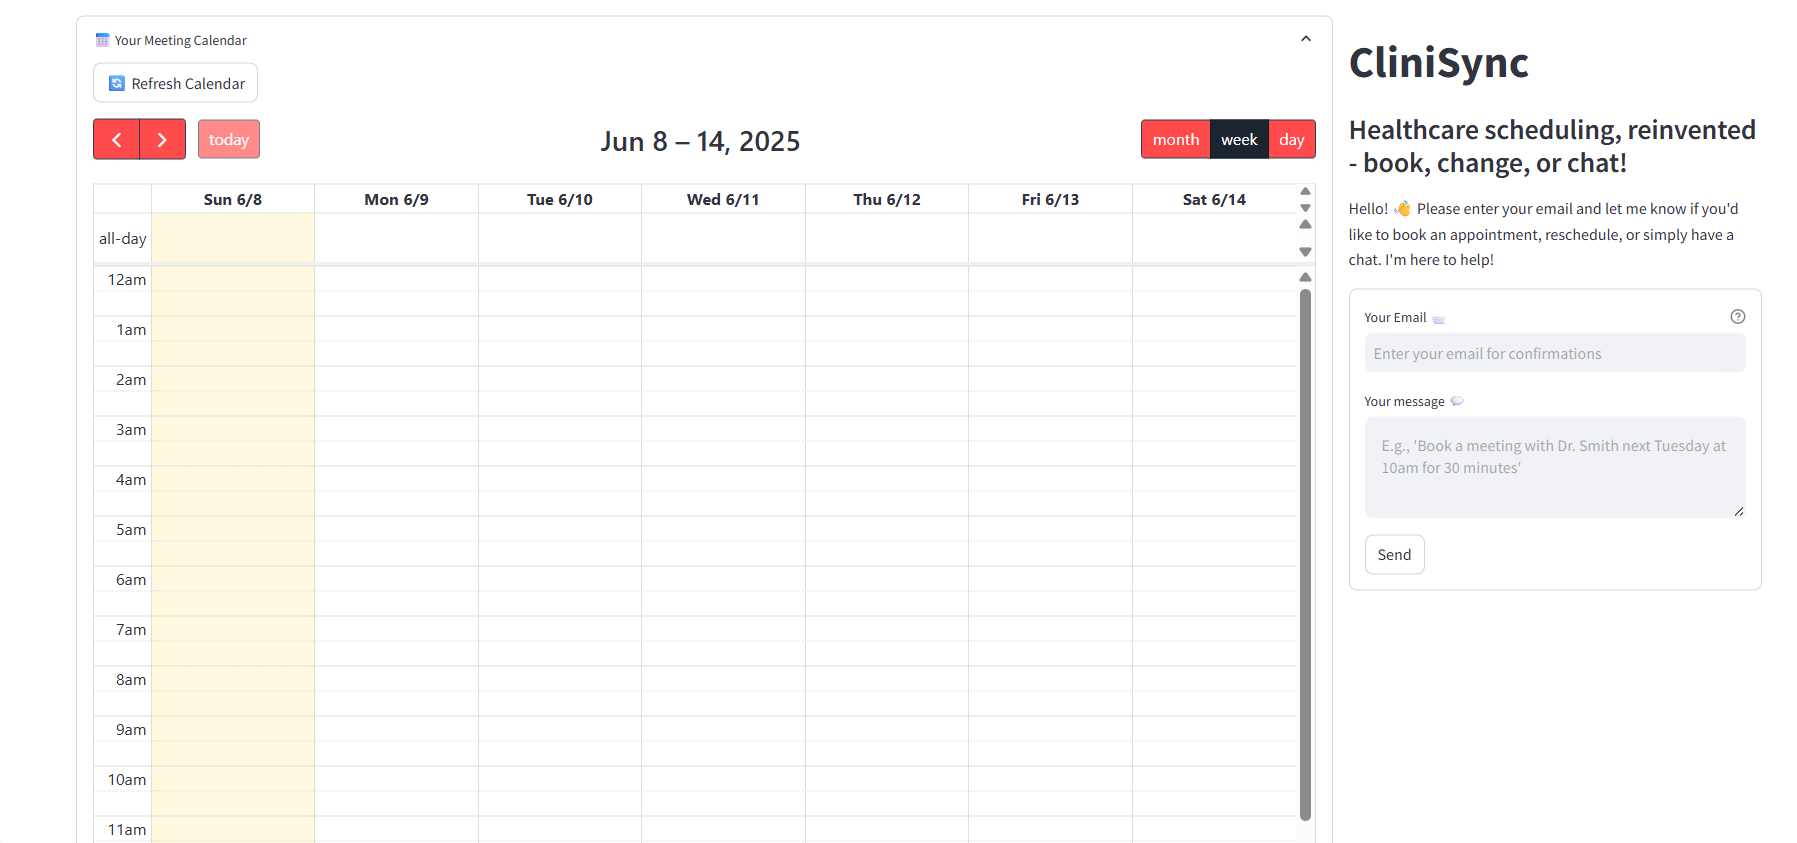 Your Meeting Calendar
Refresh Calendar
today
Jun 8 – 14, 2025
month week day
Sun 6/8 Mon 6/9 Tue 6/10 Wed 6/11 Thu 6/12 Fri 6/13 Sat 6/14
all-day
12am
1am
2am
3am
4am
5am
6am
7am
8am
9am
10am
11am
CliniSync
Healthcare scheduling, reinvented
- book, change, or chat!
Hello! 👋 Please enter your email and let me know if you'd
like to book an appointment, reschedule, or simply have a
chat. I'm here to help!
Your Email
Enter your email for confirmations
Your message
E.g., 'Book a meeting with Dr. Smith next Tuesday at
10am for 30 minutes'
Send